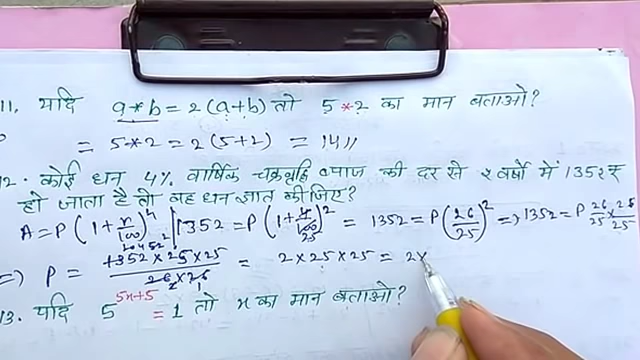 11. यदि a*b = 2(a+b) तो 5*2 का मान बताओ?
= 5*2 = 2(5+2) = 14//
12. कोई धन 4% वार्षिक चक्रवृद्धि ब्याज की दर से २ वर्षो में 1352 ₹
हो जाता है तो वह धन ज्ञात कीजिए?
A = P(1+r/100)^n | 1352 = P(1+4/100)^2 = 1352 = P(26/25)^2 => 1352 = P 26/25 × 26/25
=> P = 1352×25×25/26×26 = 2×25×25 = 2×
13. यदि 5^5x+5 = 1 तो x का मान बताओ?